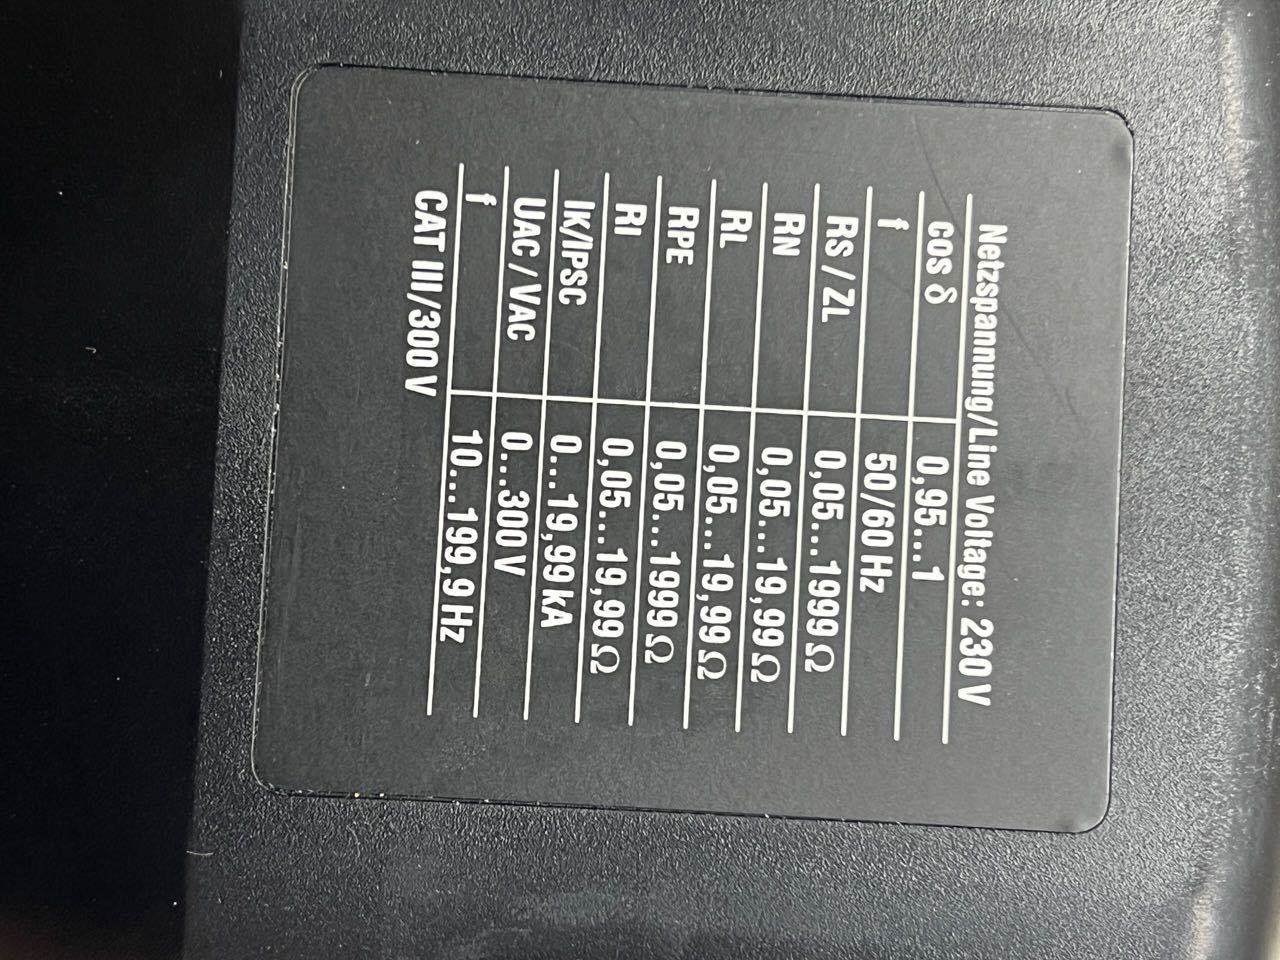 Netzspannung/Line Voltage: 230 V
cos δ 0,95...1
f 50/60 Hz
RS / ZL 0,05...1999 Ω
RN 0,05...19,99 Ω
RL 0,05...19,99 Ω
RPE 0,05...1999 Ω
RI 0,05...19,99 Ω
IK/IPSC 0...19,99 kA
UAC / VAC 0...300 V
f 10...199,9 Hz
CAT III/300 V